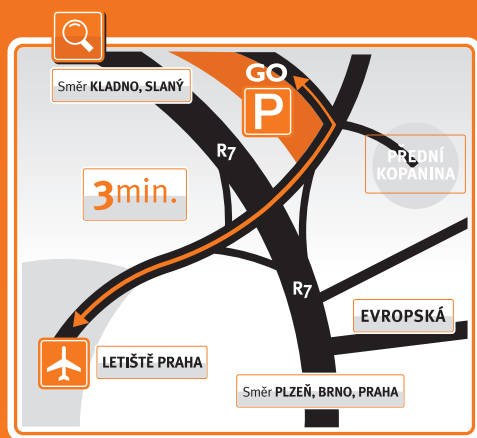 Směr KLADNO, SLANÝ
GO
P
R7
PŘEDNÍ
KOPANINA
3min.
R7
EVROPSKÁ
LETIŠTĚ PRAHA
Směr PLZEŇ, BRNO, PRAHA